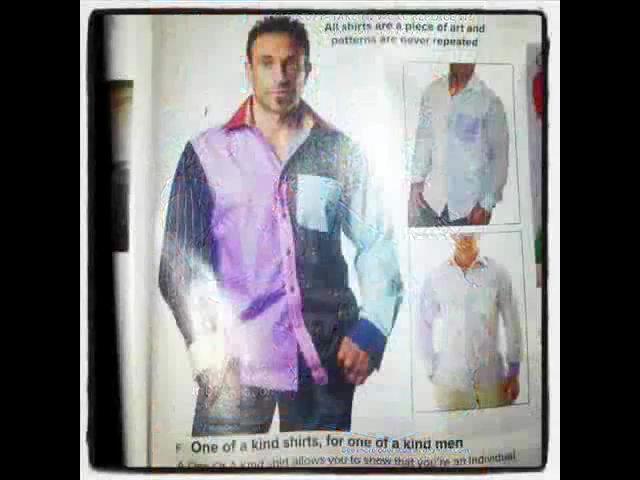 All shirts are a piece of art and
patterns are never repeated
F. One of a kind shirts, for one of a kind men
A One Of A Kind shirt allows you to show that you're an individual